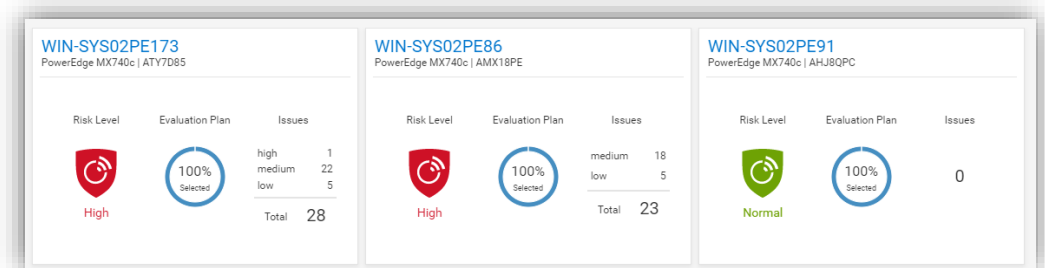 WIN-SYS02PE173
PowerEdge MX740c | ATY7D85
Risk Level Evaluation Plan Issues
100%
Selected
high 1
medium 22
low 5
Total 28
High
WIN-SYS02PE86
PowerEdge MX740c | AMX18PE
Risk Level Evaluation Plan Issues
100%
Selected
medium 18
low 5
Total 23
High
WIN-SYS02PE91
PowerEdge MX740c | AHJ8QPC
Risk Level Evaluation Plan Issues
100%
Selected
0
Normal